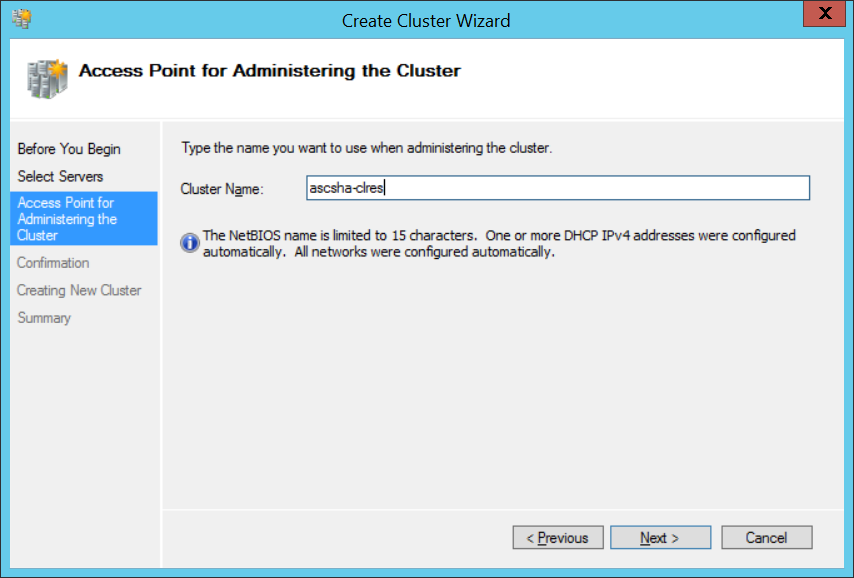 Create Cluster Wizard
X
Access Point for Administering the Cluster
Before You Begin
Select Servers
Access Point for
Administering the
Cluster
Confirmation
Creating New Cluster
Summary
Type the name you want to use when administering the cluster.
Cluster Name:
ascsha-clres
The NetBIOS name is limited to 15 characters.  One or more DHCP IPv4 addresses were configured
automatically.  All networks were configured automatically.
< Previous
Next >
Cancel